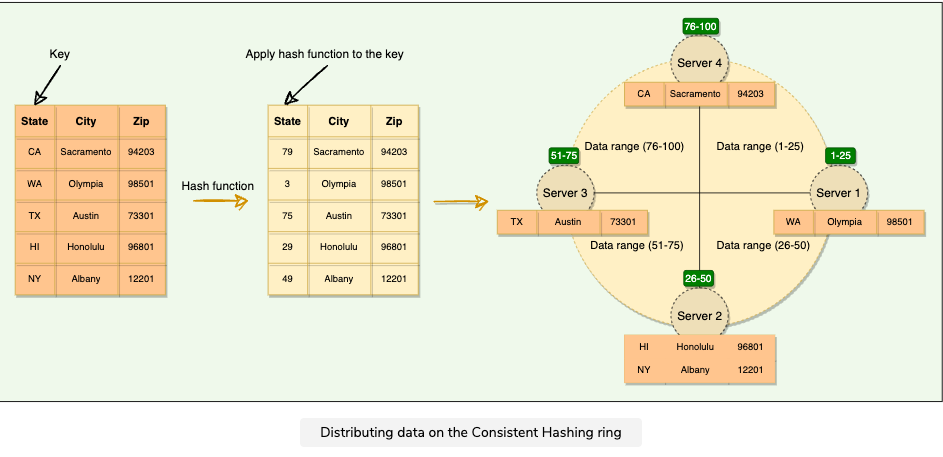 Key
State City Zip
CA Sacramento 94203
WA Olympia 98501
TX Austin 73301
HI Honolulu 96801
NY Albany 12201
Hash function
Apply hash function to the key
State City Zip
79 Sacramento 94203
3 Olympia 98501
75 Austin 73301
29 Honolulu 96801
49 Albany 12201
76-100
Server 4
CA Sacramento 94203
Data range (76-100)
Data range (1-25)
51-75
Server 3
TX Austin 73301
1-25
Server 1
WA Olympia 98501
Data range (51-75)
Data range (26-50)
26-50
Server 2
HI Honolulu 96801
NY Albany 12201
Distributing data on the Consistent Hashing ring